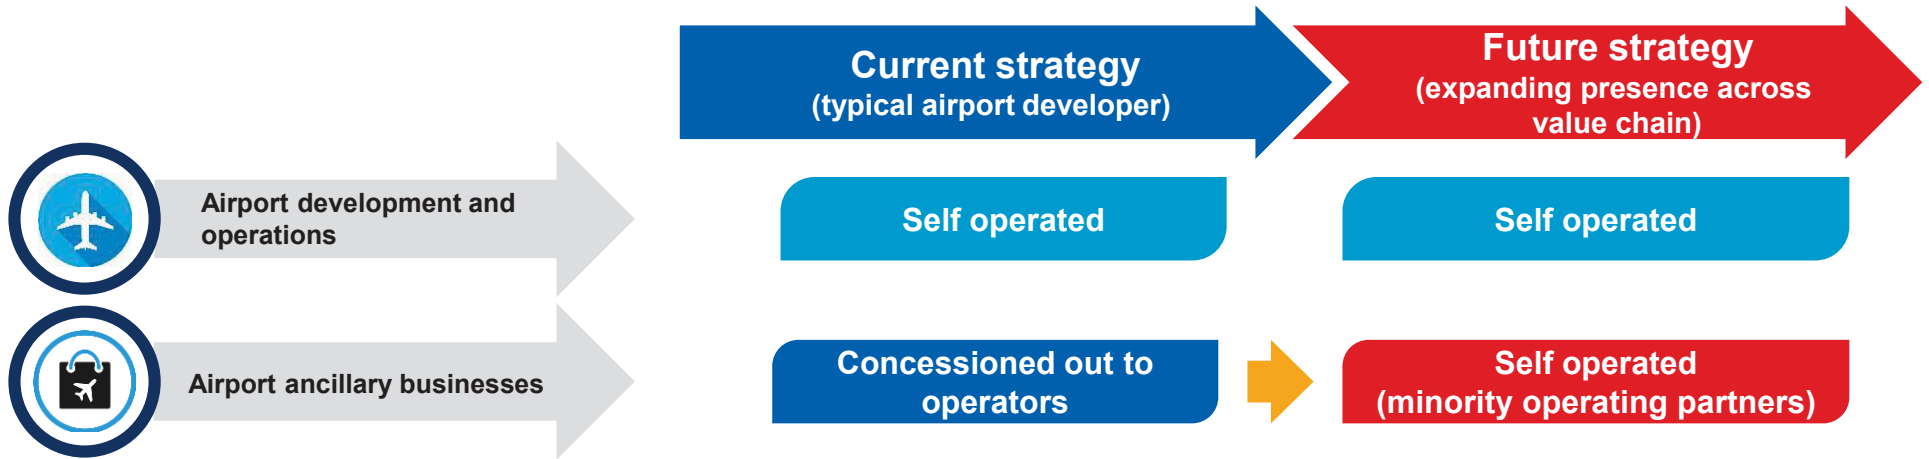 Current strategy
(typical airport developer)
Future strategy
(expanding presence across
value chain)
Airport development and
operations
Self operated
Self operated
Airport ancillary businesses
Concessioned out to
operators
Self operated
(minority operating partners)